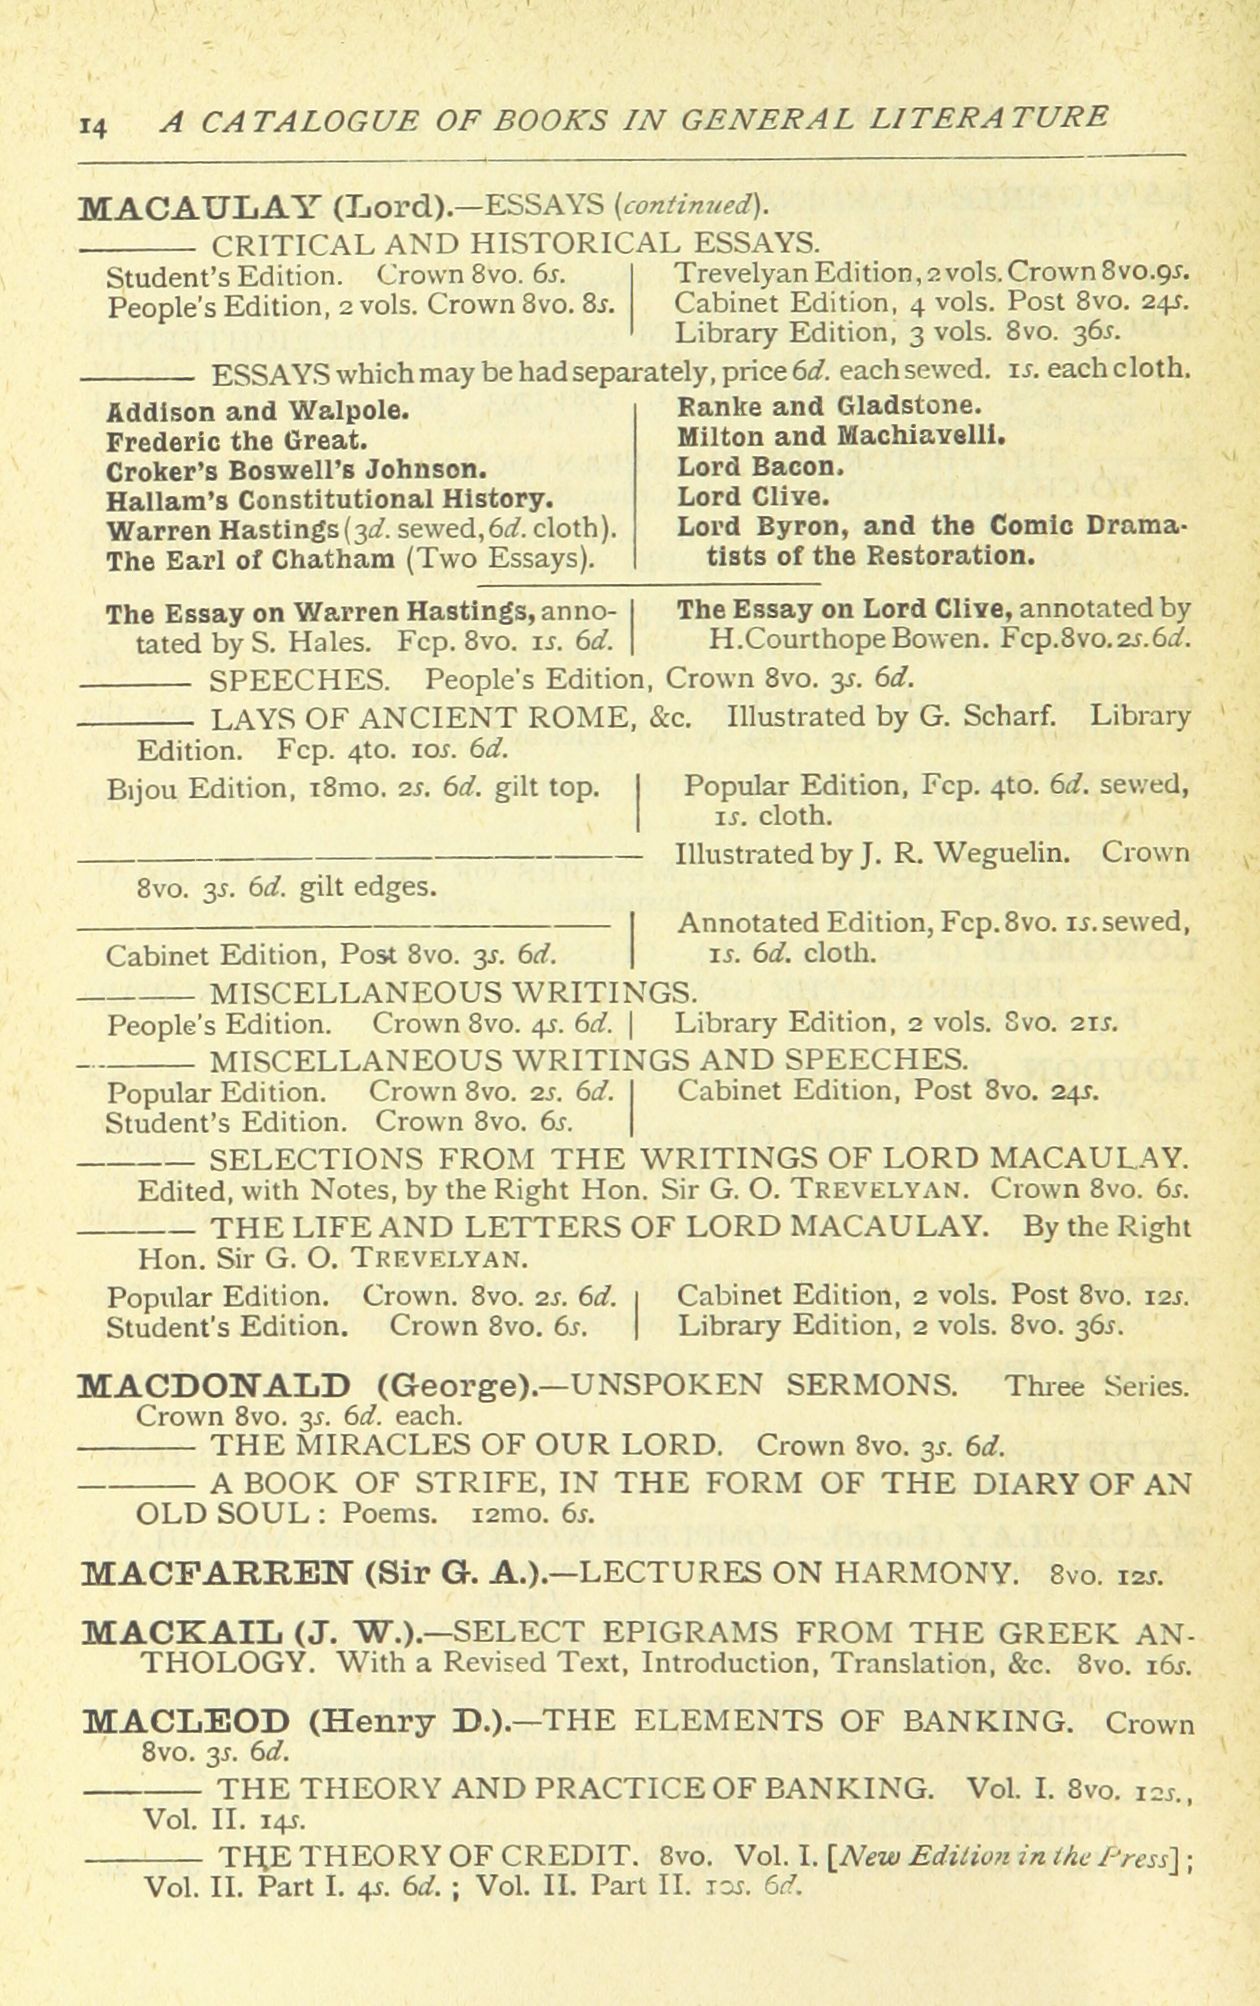 14 A CATALOGUE OF BOOKS IN GENERAL LITERATURE
MACAULAY (Lord).—ESSAYS (continued).
——— CRITICAL AND HISTORICAL ESSAYS.
Student's Edition. Crown 8vo. 6s.
People's Edition, 2 vols. Crown 8vo. 8s.
Trevelyan Edition, 2 vols. Crown 8vo. 9s.
Cabinet Edition, 4 vols. Post 8vo. 24s.
Library Edition, 3 vols. 8vo. 36s.
——— ESSAYS which may be had separately, price 6d. each sewed. 1s. each cloth.
Addison and Walpole.
Frederic the Great.
Croker's Boswell's Johnson.
Hallam's Constitutional History.
Warren Hastings (3d. sewed, 6d. cloth).
The Earl of Chatham (Two Essays).
Ranke and Gladstone.
Milton and Machiavelli.
Lord Bacon.
Lord Clive.
Lord Byron, and the Comic Drama-
tists of the Restoration.
The Essay on Warren Hastings, anno-
tated by S. Hales. Fcp. 8vo. 1s. 6d.
The Essay on Lord Clive, annotated by
H. Courthope Bowen. Fcp. 8vo. 2s. 6d.
——— SPEECHES. People's Edition, Crown 8vo. 3s. 6d.
——— LAYS OF ANCIENT ROME, &c. Illustrated by G. Scharf. Library
Edition. Fcp. 4to. 10s. 6d.
Bijou Edition, 18mo. 2s. 6d. gilt top.
Popular Edition, Fcp. 4to. 6d. sewed,
1s. cloth.
——— Illustrated by J. R. Weguelin. Crown
8vo. 3s. 6d. gilt edges.
———
Cabinet Edition, Post 8vo. 3s. 6d.
Annotated Edition, Fcp. 8vo. 1s. sewed,
1s. 6d. cloth.
——— MISCELLANEOUS WRITINGS.
People's Edition. Crown 8vo. 4s. 6d. | Library Edition, 2 vols. 8vo. 21s.
——— MISCELLANEOUS WRITINGS AND SPEECHES.
Popular Edition. Crown 8vo. 2s. 6d.
Student's Edition. Crown 8vo. 6s.
Cabinet Edition, Post 8vo. 24s.
——— SELECTIONS FROM THE WRITINGS OF LORD MACAULAY.
Edited, with Notes, by the Right Hon. Sir G. O. TREVELYAN. Crown 8vo. 6s.
——— THE LIFE AND LETTERS OF LORD MACAULAY. By the Right
Hon. Sir G. O. TREVELYAN.
Popular Edition. Crown. 8vo. 2s. 6d.
Student's Edition. Crown 8vo. 6s.
Cabinet Edition, 2 vols. Post 8vo. 12s.
Library Edition, 2 vols. 8vo. 36s.
MACDONALD (George).—UNSPOKEN SERMONS. Three Series.
Crown 8vo. 3s. 6d. each.
——— THE MIRACLES OF OUR LORD. Crown 8vo. 3s. 6d.
——— A BOOK OF STRIFE, IN THE FORM OF THE DIARY OF AN
OLD SOUL : Poems. 12mo. 6s.
MACFARREN (Sir G. A.).—LECTURES ON HARMONY. 8vo. 12s.
MACKAIL (J. W.).—SELECT EPIGRAMS FROM THE GREEK AN-
THOLOGY. With a Revised Text, Introduction, Translation, &c. 8vo. 16s.
MACLEOD (Henry D.).—THE ELEMENTS OF BANKING. Crown
8vo. 3s. 6d.
——— THE THEORY AND PRACTICE OF BANKING. Vol. I. 8vo. 12s.,
Vol. II. 14s.
——— THE THEORY OF CREDIT. 8vo. Vol. I. [New Edition in the Press] ;
Vol. II. Part I. 4s. 6d. ; Vol. II. Part II. 10s. 6d.